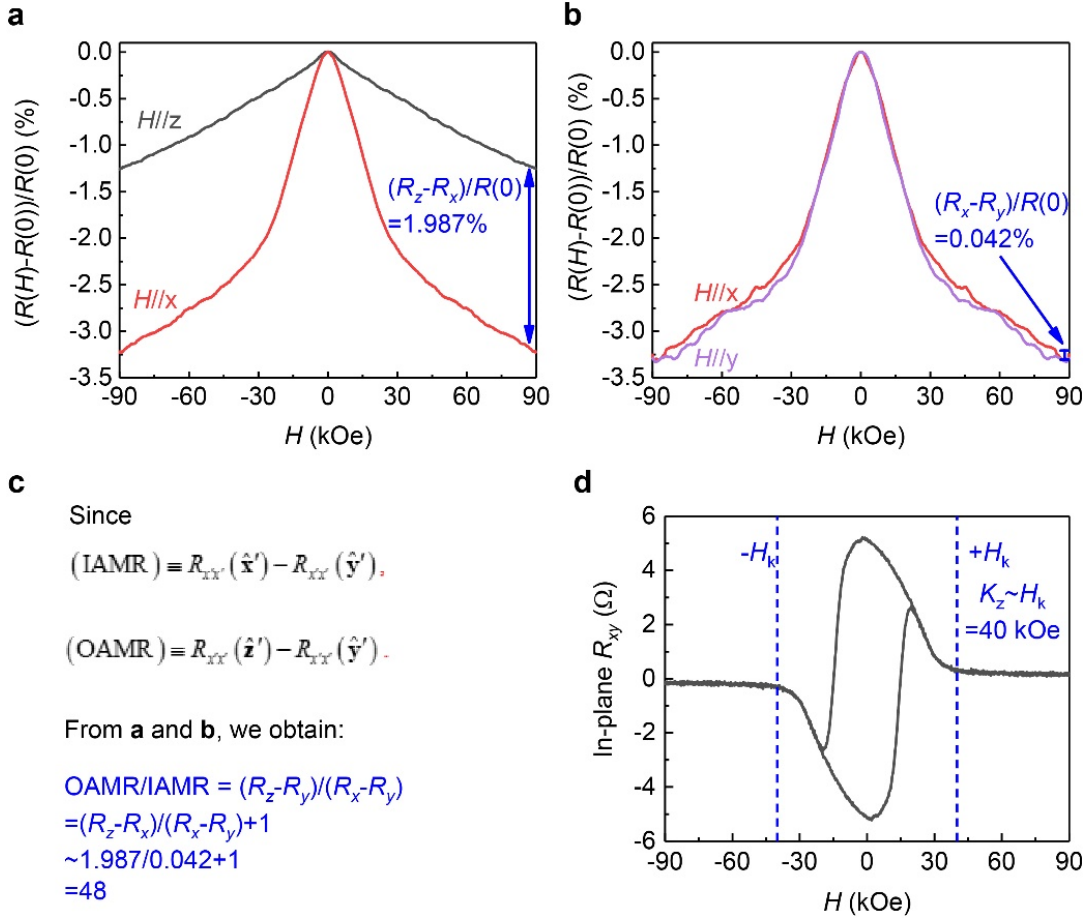 a
0.0
-0.5
-1.0
-1.5
-2.0
-2.5
-3.0
-3.5
(R(H)-R(0))/R(0) (%)
H//z
H//x
(Rz-Rx)/R(0)
=1.987%
-90 -60 -30 0 30 60 90
H (kOe)
b
0.0
-0.5
-1.0
-1.5
-2.0
-2.5
-3.0
-3.5
(R(H)-R(0))/R(0) (%)
(Rx-Ry)/R(0)
=0.042%
H//x
H//y
-90 -60 -30 0 30 60 90
H (kOe)
c
Since
(IAMR) ≡ Rx'x'(x̂') − Rx'x'(ŷ'),
(OAMR) ≡ Rx'x'(ẑ') − Rx'x'(ŷ').
From a and b, we obtain:
OAMR/IAMR = (Rz-Ry)/(Rx-Ry)
=(Rz-Rx)/(Rx-Ry)+1
~1.987/0.042+1
=48
d
6
4
2
0
-2
-4
-6
In-plane Rxy (Ω)
-Hk
+Hk
Kz~Hk
=40 kOe
-90 -60 -30 0 30 60 90
H (kOe)